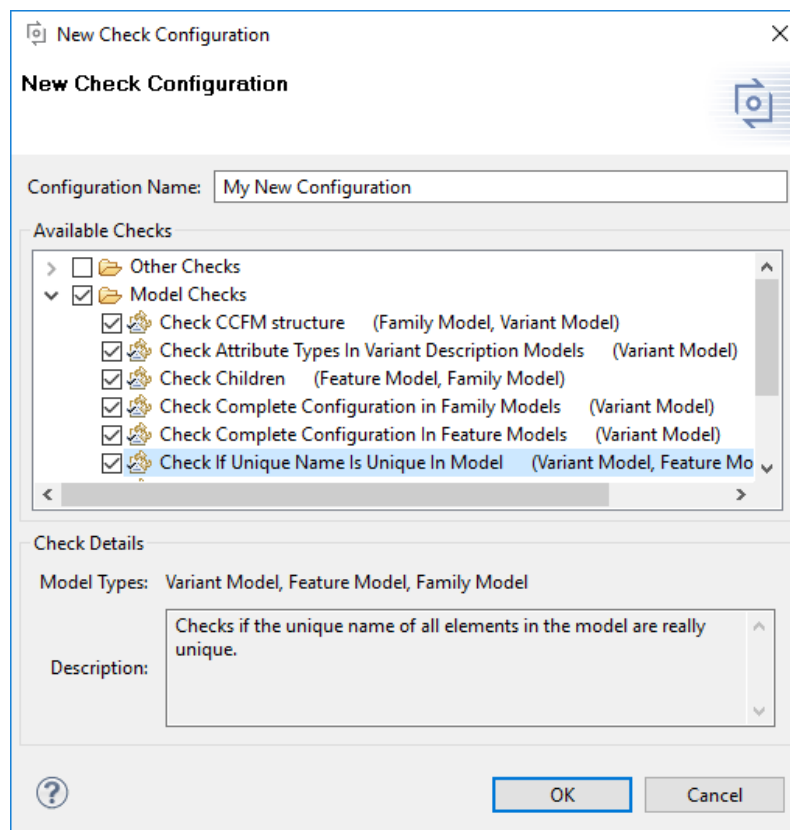 New Check Configuration
New Check Configuration
Configuration Name: My New Configuration
Available Checks
Other Checks
Model Checks
Check CCFM structure (Family Model, Variant Model)
Check Attribute Types In Variant Description Models (Variant Model)
Check Children (Feature Model, Family Model)
Check Complete Configuration in Family Models (Variant Model)
Check Complete Configuration In Feature Models (Variant Model)
Check If Unique Name Is Unique In Model (Variant Model, Feature Mo
Check Details
Model Types: Variant Model, Feature Model, Family Model
Checks if the unique name of all elements in the model are really
unique.
Description:
OK Cancel